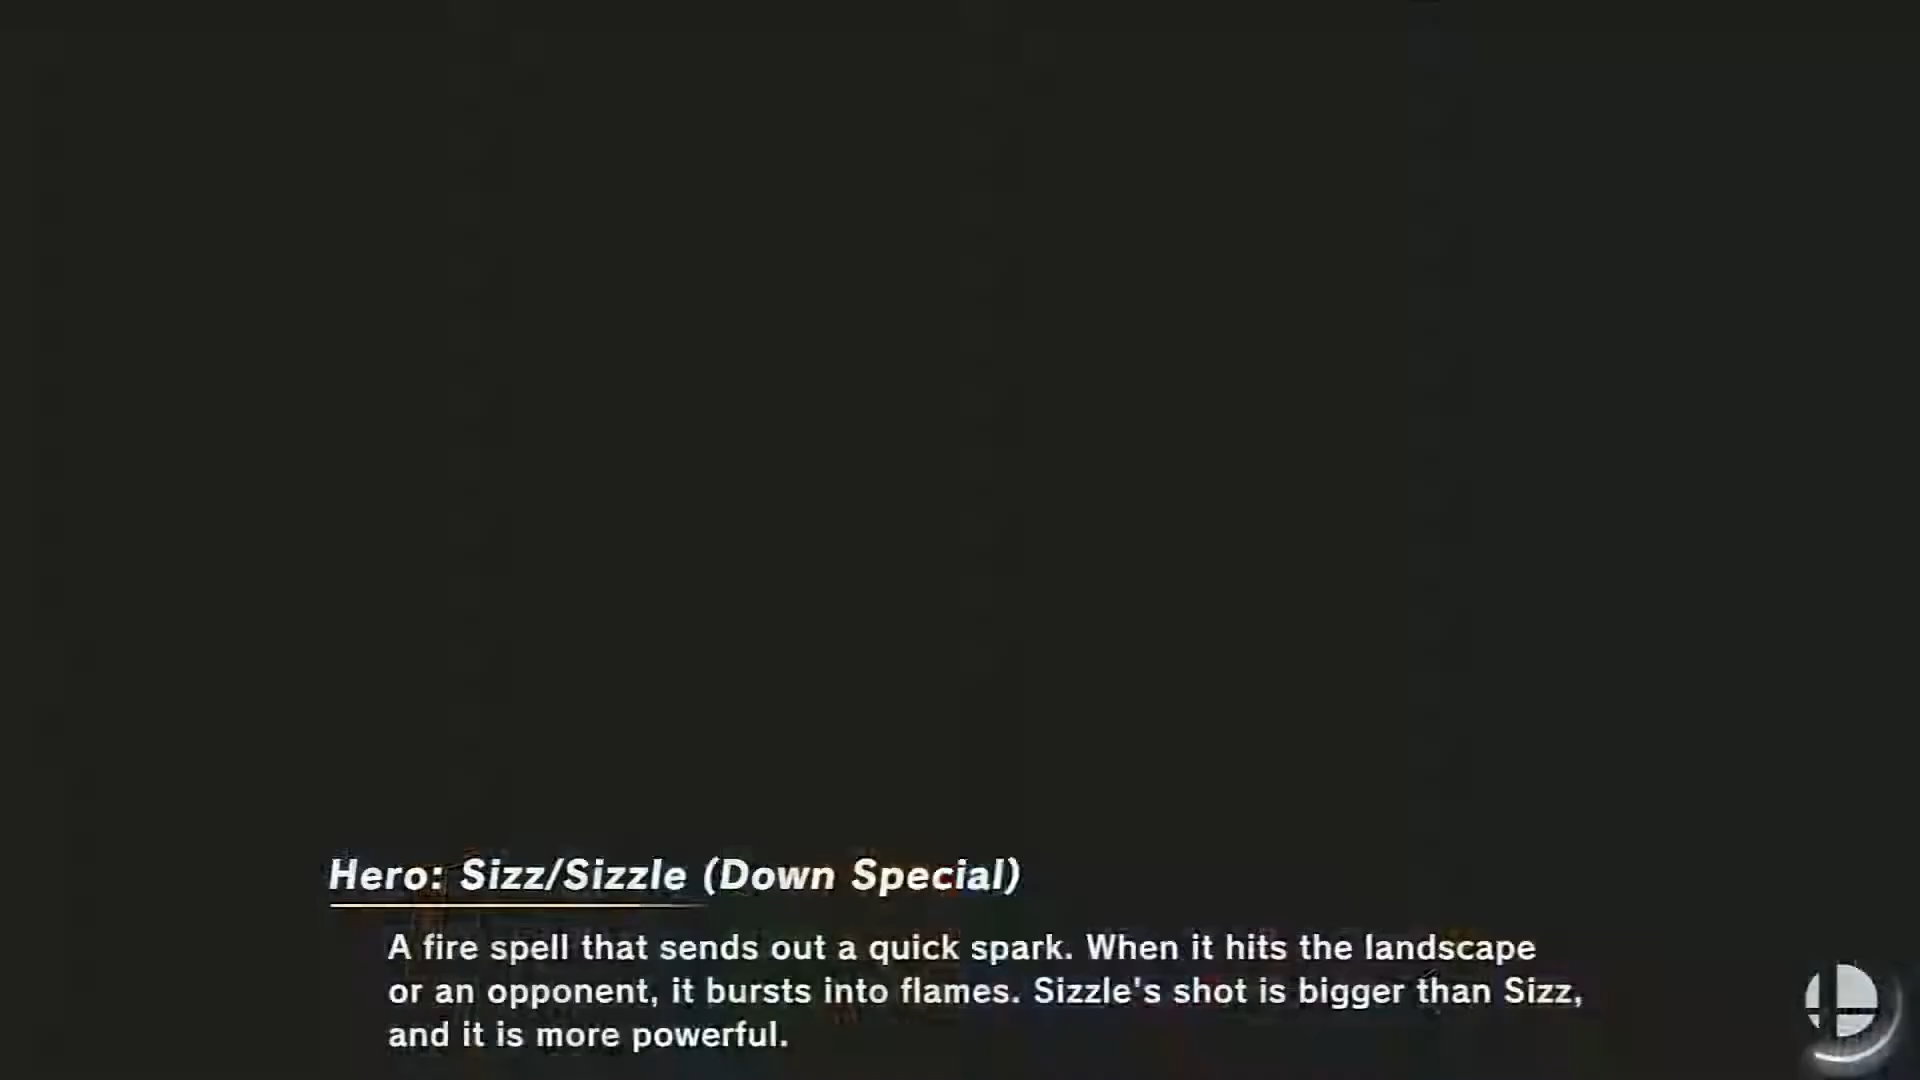 Hero: Sizz/Sizzle (Down Special)
A fire spell that sends out a quick spark. When it hits the landscape
or an opponent, it bursts into flames. Sizzle's shot is bigger than Sizz,
and it is more powerful.